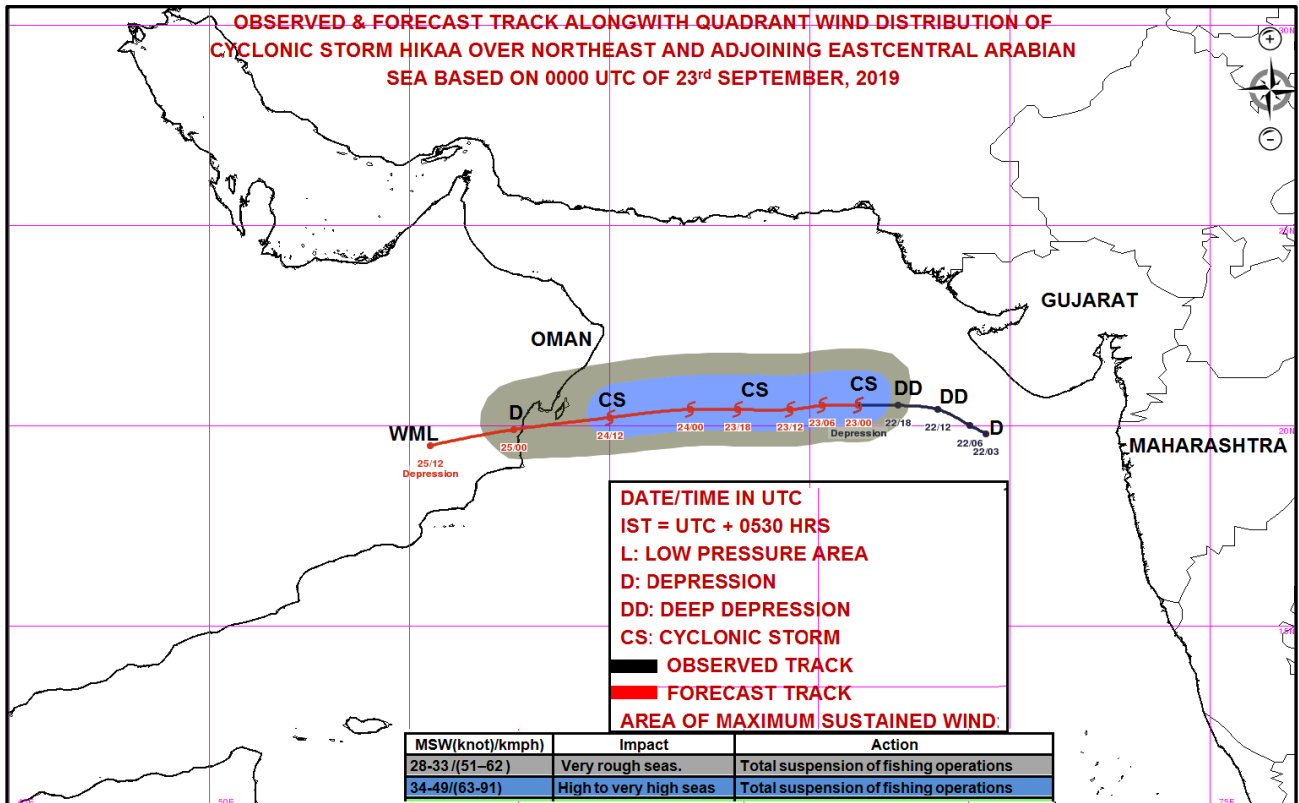 OBSERVED & FORECAST TRACK ALONGWITH QUADRANT WIND DISTRIBUTION OF
CYCLONIC STORM HIKAA OVER NORTHEAST AND ADJOINING EASTCENTRAL ARABIAN
SEA BASED ON 0000 UTC OF 23rd SEPTEMBER, 2019
30N
+
−
25N
GUJARAT
OMAN
CS
CS
CS
DD
DD
D
D
WML
24/12
24/00
23/18
23/12
23/06
23/00
Depression
22/18
22/12
22/06
22/03
25/00
25/12
Depression
20N
MAHARASHTRA
DATE/TIME IN UTC
IST = UTC + 0530 HRS
L: LOW PRESSURE AREA
D: DEPRESSION
DD: DEEP DEPRESSION
CS: CYCLONIC STORM
OBSERVED TRACK
FORECAST TRACK
AREA OF MAXIMUM SUSTAINED WIND:
15N
MSW(knot)/kmph) Impact Action
28-33 /(51–62 ) Very rough seas. Total suspension of fishing operations
34-49/(63-91) High to very high seas Total suspension of fishing operations
50E
75E